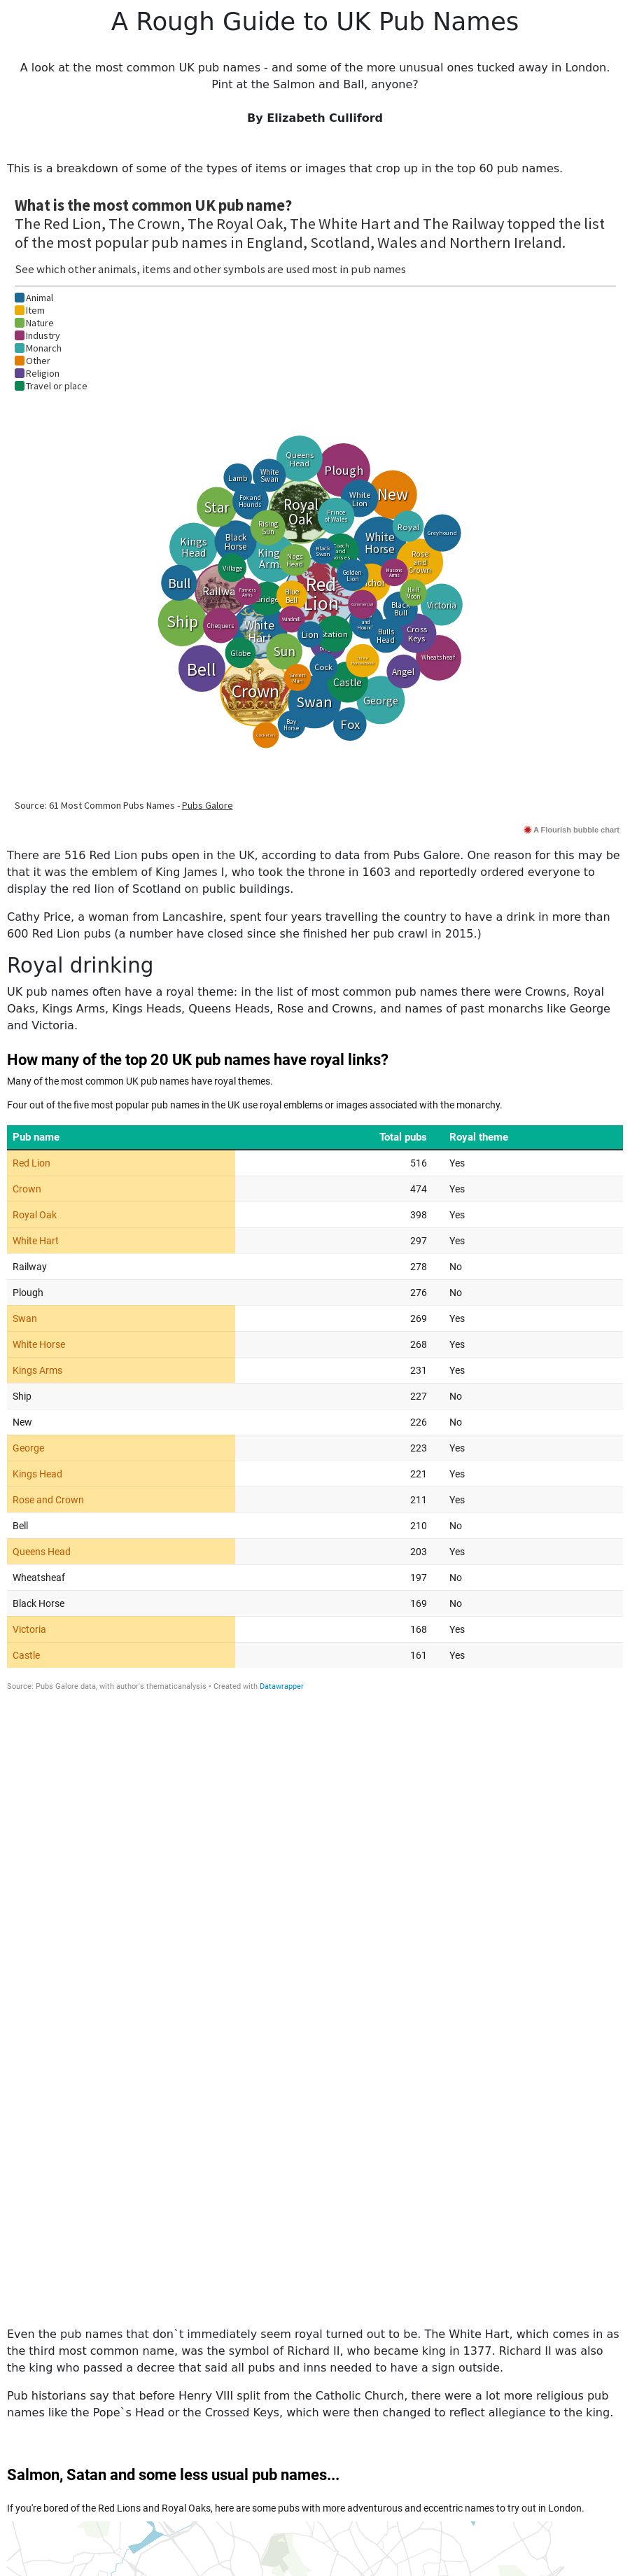 A Rough Guide to UK Pub Names
A look at the most common UK pub names - and some of the more unusual ones tucked away in London.
Pint at the Salmon and Ball, anyone?
By Elizabeth Culliford
This is a breakdown of some of the types of items or images that crop up in the top 60 pub names.
What is the most common UK pub name?
The Red Lion, The Crown, The Royal Oak, The White Hart and The Railway topped the list
of the most popular pub names in England, Scotland, Wales and Northern Ireland.
See which other animals, items and other symbols are used most in pub names
Animal
Item
Nature
Industry
Monarch
Other
Religion
Travel or place
Queens
Head
Plough
White
Swan
Lamb
White
Lion
New
Fox and
Hounds
Star
Royal
Oak
Prince
of Wales
Rising
Sun
Royal
Greyhound
Kings
Head
Black
Horse
White
Horse
Black
Swan
Coach
and
Horses
King
Arm
Nags
Head
Rose
and
Crown
Village
Golden
Lion
Masons
Arms
Bull
Railwa
Farmers
Arms
Red
Lion
Blue
Bell
Half
Moon
Commercial
Black
Bull
Victoria
Ship
Chequers
White
Hart
Windmill
Lion
Station
Bulls
Head
Cross
Keys
Globe
Sun
Wheatsheaf
Bell
Cock
Angel
Crown
Green
Man
Castle
Swan
George
Bay
Horse
Fox
Source: 61 Most Common Pubs Names - Pubs Galore
A Flourish bubble chart
There are 516 Red Lion pubs open in the UK, according to data from Pubs Galore. One reason for this may be
that it was the emblem of King James I, who took the throne in 1603 and reportedly ordered everyone to
display the red lion of Scotland on public buildings.
Cathy Price, a woman from Lancashire, spent four years travelling the country to have a drink in more than
600 Red Lion pubs (a number have closed since she finished her pub crawl in 2015.)
Royal drinking
UK pub names often have a royal theme: in the list of most common pub names there were Crowns, Royal
Oaks, Kings Arms, Kings Heads, Queens Heads, Rose and Crowns, and names of past monarchs like George
and Victoria.
How many of the top 20 UK pub names have royal links?
Many of the most common UK pub names have royal themes.
Four out of the five most popular pub names in the UK use royal emblems or images associated with the monarchy.
Pub name Total pubs Royal theme
Red Lion 516 Yes
Crown 474 Yes
Royal Oak 398 Yes
White Hart 297 Yes
Railway 278 No
Plough 276 No
Swan 269 Yes
White Horse 268 Yes
Kings Arms 231 Yes
Ship 227 No
New 226 No
George 223 Yes
Kings Head 221 Yes
Rose and Crown 211 Yes
Bell 210 No
Queens Head 203 Yes
Wheatsheaf 197 No
Black Horse 169 No
Victoria 168 Yes
Castle 161 Yes
Source: Pubs Galore data, with author's thematicanalysis • Created with Datawrapper
Even the pub names that don`t immediately seem royal turned out to be. The White Hart, which comes in as
the third most common name, was the symbol of Richard II, who became king in 1377. Richard II was also
the king who passed a decree that said all pubs and inns needed to have a sign outside.
Pub historians say that before Henry VIII split from the Catholic Church, there were a lot more religious pub
names like the Pope`s Head or the Crossed Keys, which were then changed to reflect allegiance to the king.
Salmon, Satan and some less usual pub names...
If you're bored of the Red Lions and Royal Oaks, here are some pubs with more adventurous and eccentric names to try out in London.